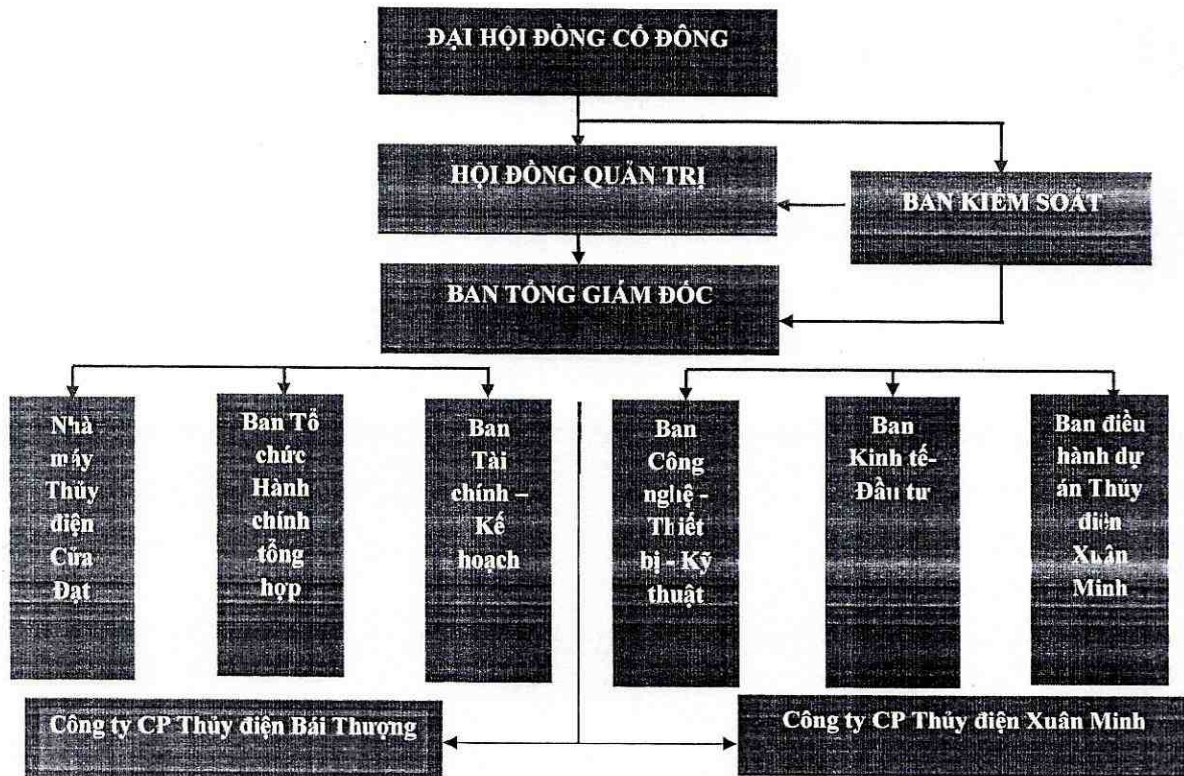 ĐẠI HỘI ĐỒNG CỔ ĐÔNG
HỘI ĐỒNG QUẢN TRỊ
BAN KIỂM SOÁT
BAN TỔNG GIÁM ĐỐC
Nhà
máy
Thủy
điện
Cửa
Đạt
Ban Tổ
chức
Hành
chính
tổng
hợp
Ban
Tài
chính –
Kế
hoạch
Ban
Công
nghệ -
Thiết
bị - Kỹ
thuật
Ban
Kinh tế-
Đầu tư
Ban điều
hành dự
án Thủy
điện
Xuân
Minh
Công ty CP Thủy điện Bái Thượng
Công ty CP Thủy điện Xuân Minh